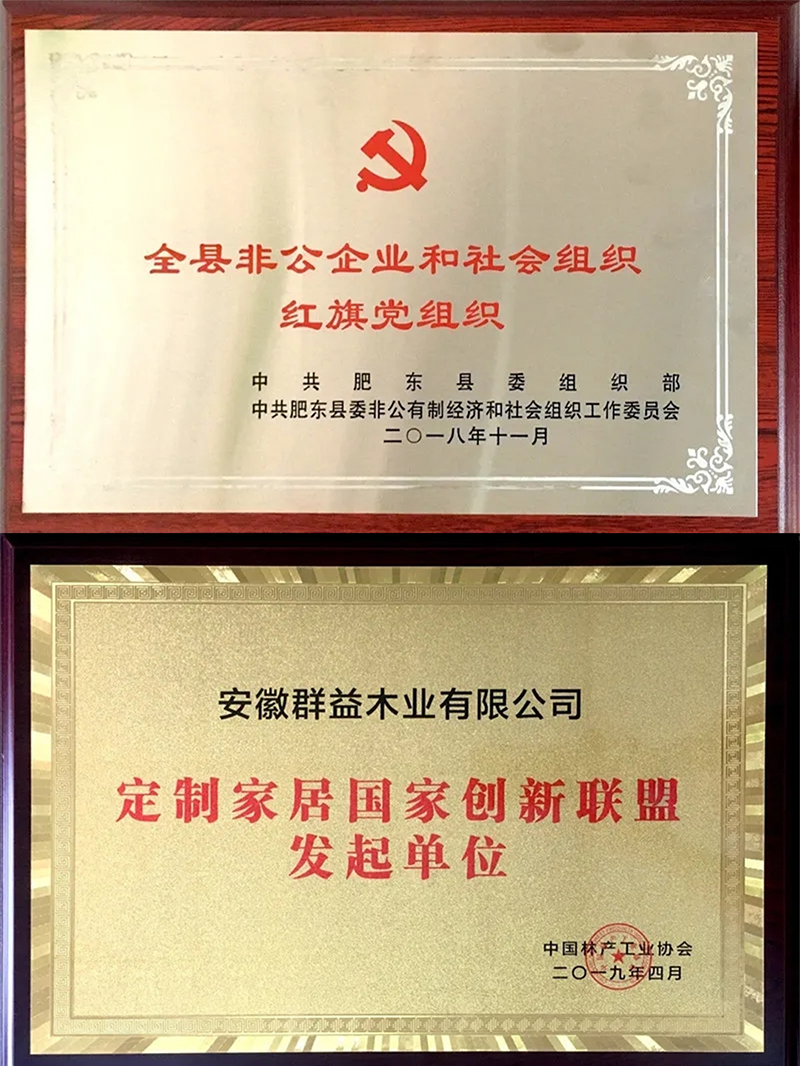 全县非公企业和社会组织
红旗党组织
中共肥东县委组织部
中共肥东县委非公有制经济和社会组织工作委员会
二〇一八年十一月
安徽群益木业有限公司
定制家居国家创新联盟
发起单位
中国林产工业协会
二〇一九年四月